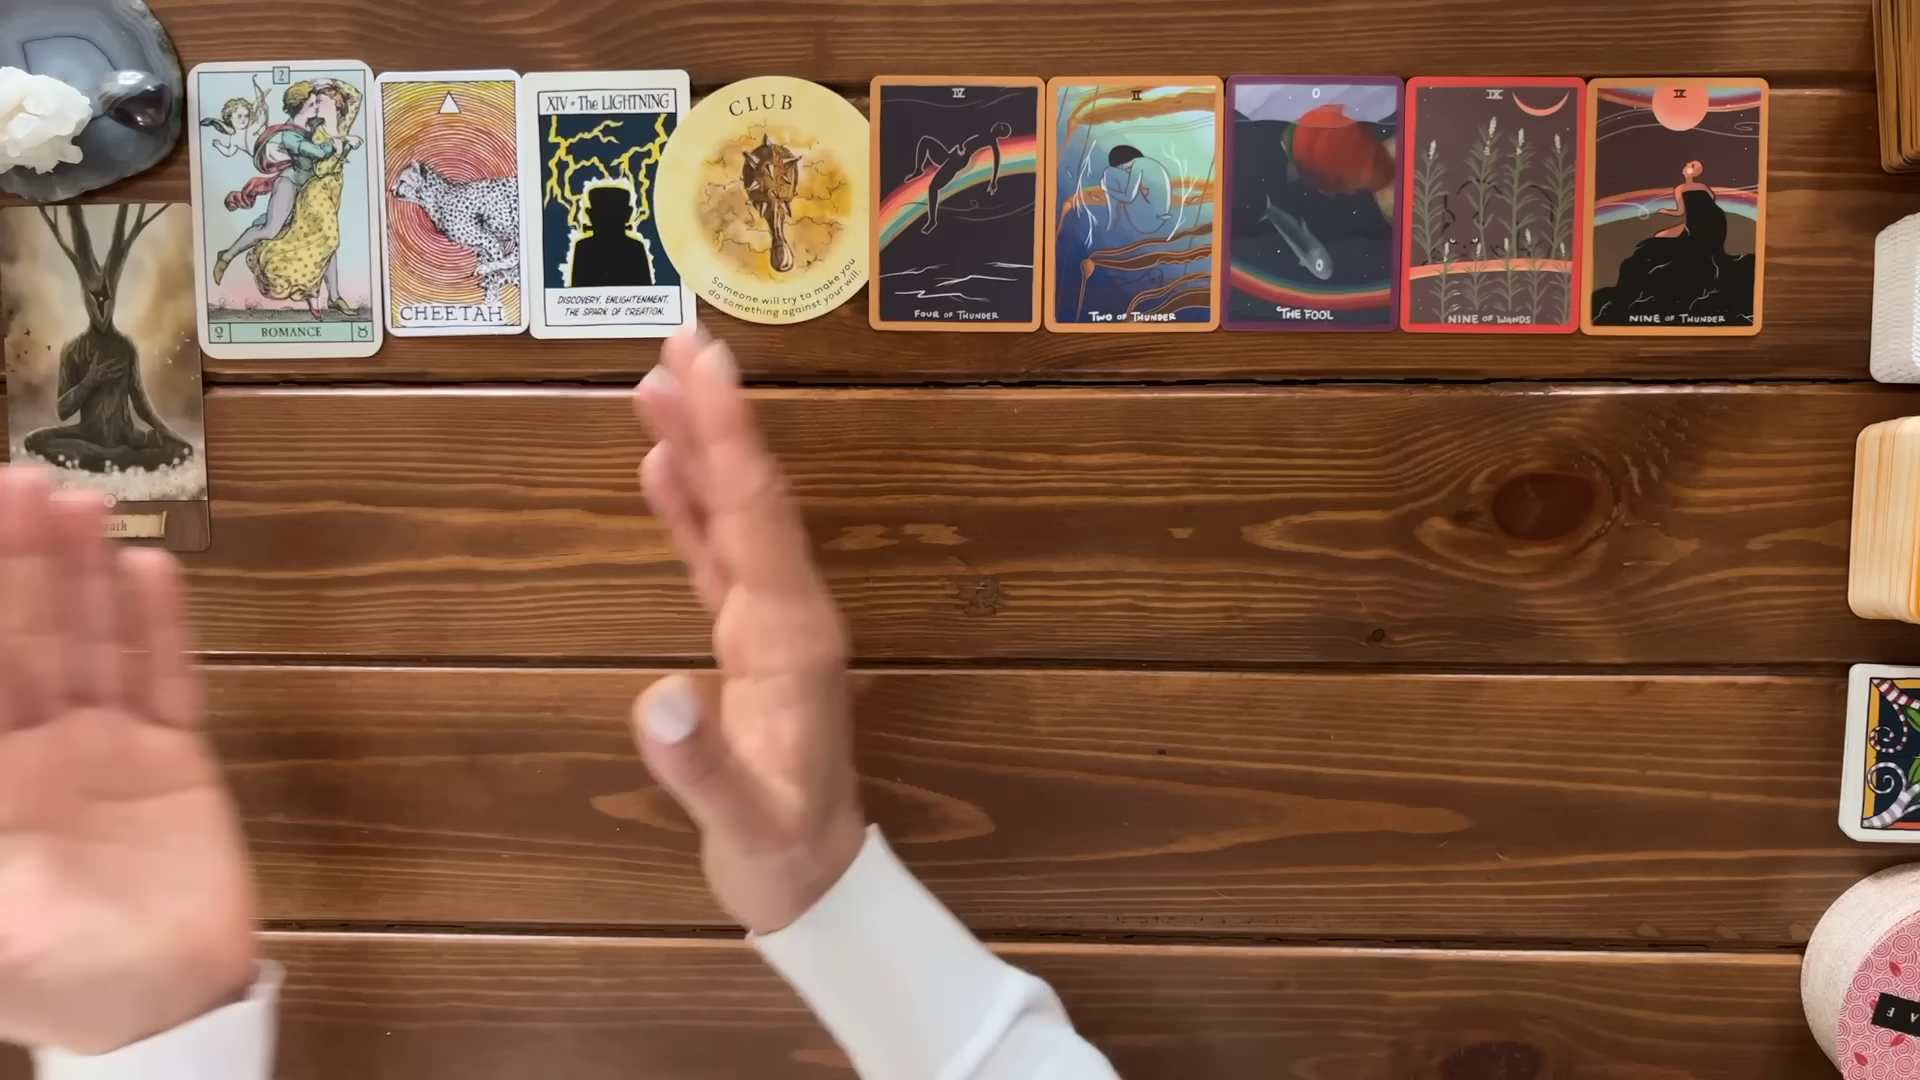 2
ROMANCE
CHEETAH
XIV • The LIGHTNING
DISCOVERY. ENLIGHTENMENT.
THE SPARK OF CREATION.
CLUB
Someone will try to make you
do something against your will.
IV
FOUR OF THUNDER
II
TWO OF THUNDER
0
THE FOOL
IX
NINE OF WANDS
IX
NINE OF THUNDER